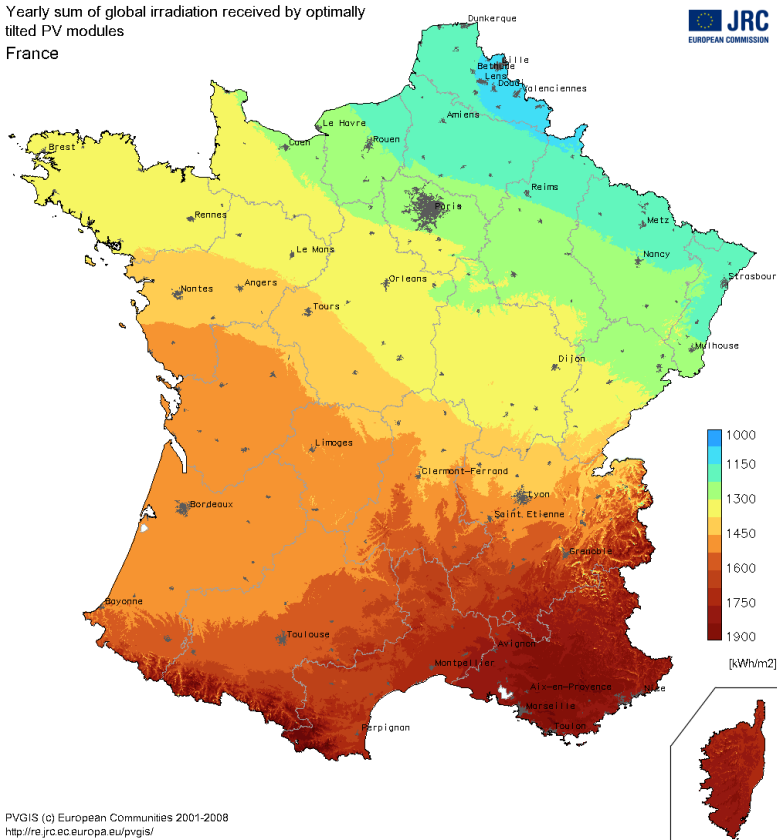 Yearly sum of global irradiation received by optimally
tilted PV modules
France
JRC
EUROPEAN COMMISSION
Dunkerque
Lille
Bethune
Lens
Douai
Valenciennes
Amiens
Le Havre
Rouen
Caen
Brest
Reims
Paris
Metz
Rennes
Nancy
Le Mans
Strasbour
Orleans
Angers
Nantes
Tours
Mulhouse
Dijon
Limoges
Clermont-Ferrand
Lyon
Bordeaux
Saint Etienne
Grenoble
Bayonne
Toulouse
Avignon
Montpellier
Aix-en-Provence
Nice
Marseille
Toulon
Perpignan
1000
1150
1300
1450
1600
1750
1900
[kWh/m2]
PVGIS (c) European Communities 2001-2008
http://re.jrc.ec.europa.eu/pvgis/